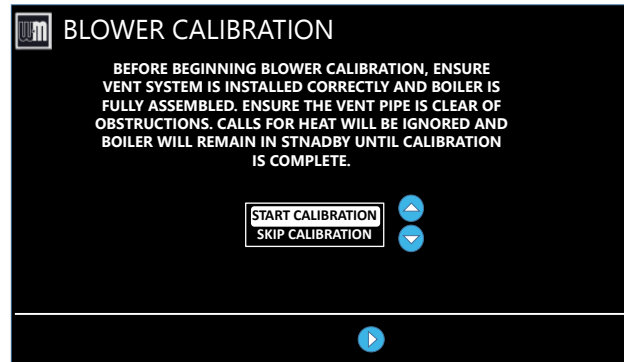 WM BLOWER CALIBRATION
BEFORE BEGINNING BLOWER CALIBRATION, ENSURE
VENT SYSTEM IS INSTALLED CORRECTLY AND BOILER IS
FULLY ASSEMBLED. ENSURE THE VENT PIPE IS CLEAR OF
OBSTRUCTIONS. CALLS FOR HEAT WILL BE IGNORED AND
BOILER WILL REMAIN IN STNADBY UNTIL CALIBRATION
IS COMPLETE.
START CALIBRATION
SKIP CALIBRATION